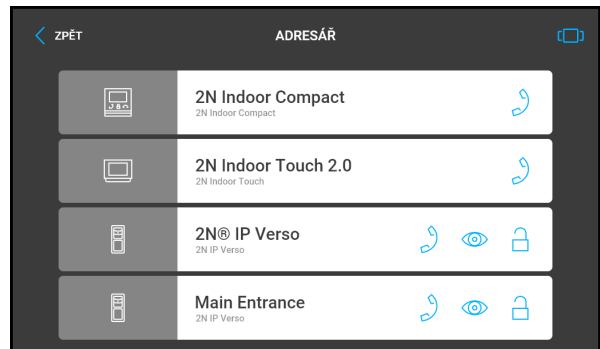 ZPĚT
ADRESÁŘ
2N Indoor Compact
2N Indoor Compact
2N Indoor Touch 2.0
2N Indoor Touch
2N® IP Verso
2N IP Verso
Main Entrance
2N IP Verso